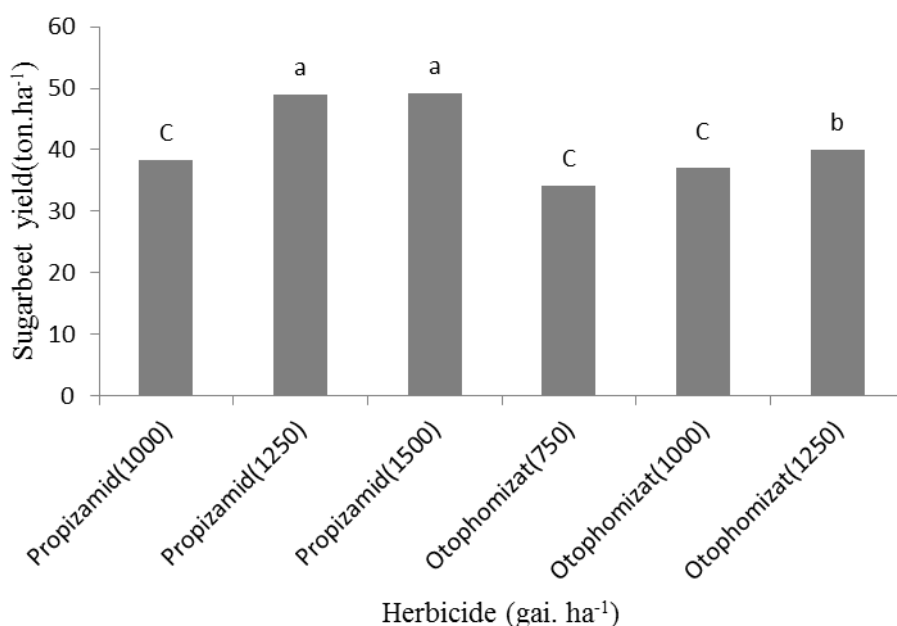 Sugarbeet yield(ton.ha⁻¹)
60
50
40
30
20
10
0
C
a
a
C
C
b
Propizamid(1000)
Propizamid(1250)
Propizamid(1500)
Otophomizat(750)
Otophomizat(1000)
Otophomizat(1250)
Herbicide (gai. ha⁻¹)